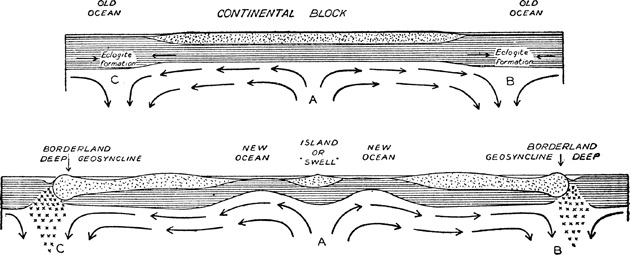 OLD
OCEAN
CONTINENTAL BLOCK
OLD
OCEAN
Eclogite
Formation
Eclogite
Formation
C
A
B
BORDERLAND
DEEP GEOSYNCLINE
NEW
OCEAN
ISLAND
OR
"SWELL"
NEW
OCEAN
BORDERLAND
GEOSYNCLINE DEEP
C
A
B